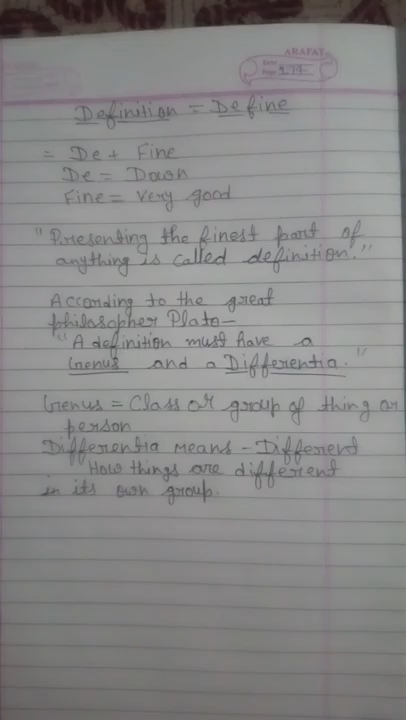 ARAFAT
Date:
Page:
Definition = Define
= De + Fine
De = Down
Fine = Very good
"Presenting the finest part of
anything is called definition."
According to the great
philosopher Plato-
"A definition must have a
Genus and a Differentia."
Genus = Class or group of thing or
person
Differentia means - Different
How things are different
in its own group.